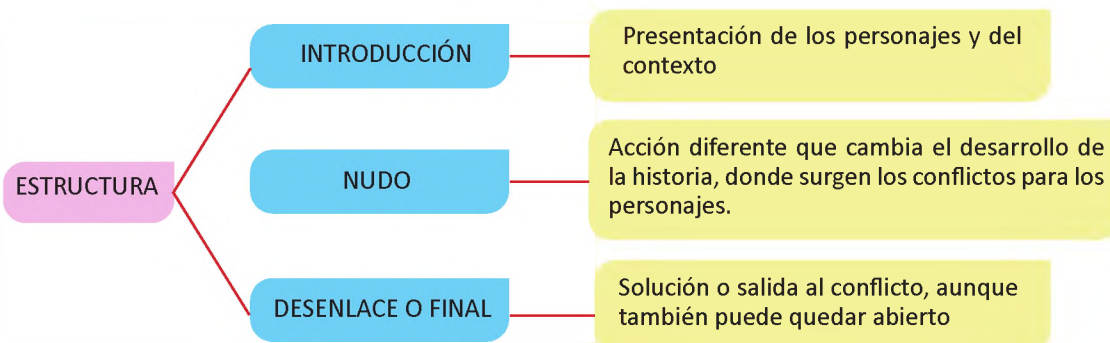 ESTRUCTURA
INTRODUCCIÓN
Presentación de los personajes y del
contexto
NUDO
Acción diferente que cambia el desarrollo de
la historia, donde surgen los conflictos para los
personajes.
DESENLACE O FINAL
Solución o salida al conflicto, aunque
también puede quedar abierto